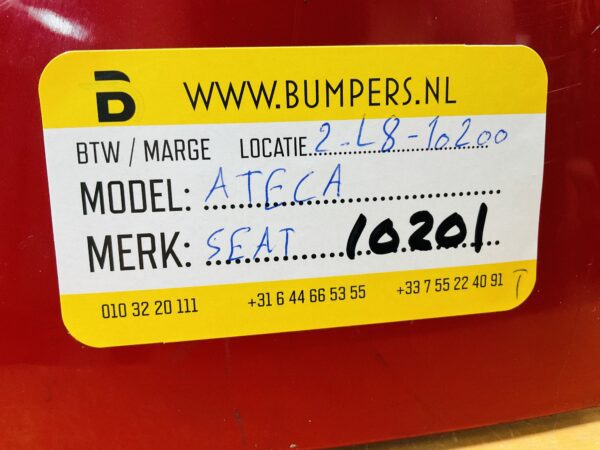 B WWW.BUMPERS.NL
BTW / MARGE LOCATIE 2-L8-10200
MODEL: ATECA
MERK: SEAT 10201
010 32 20 111 +31 6 44 66 53 55 +33 7 55 22 40 91 T